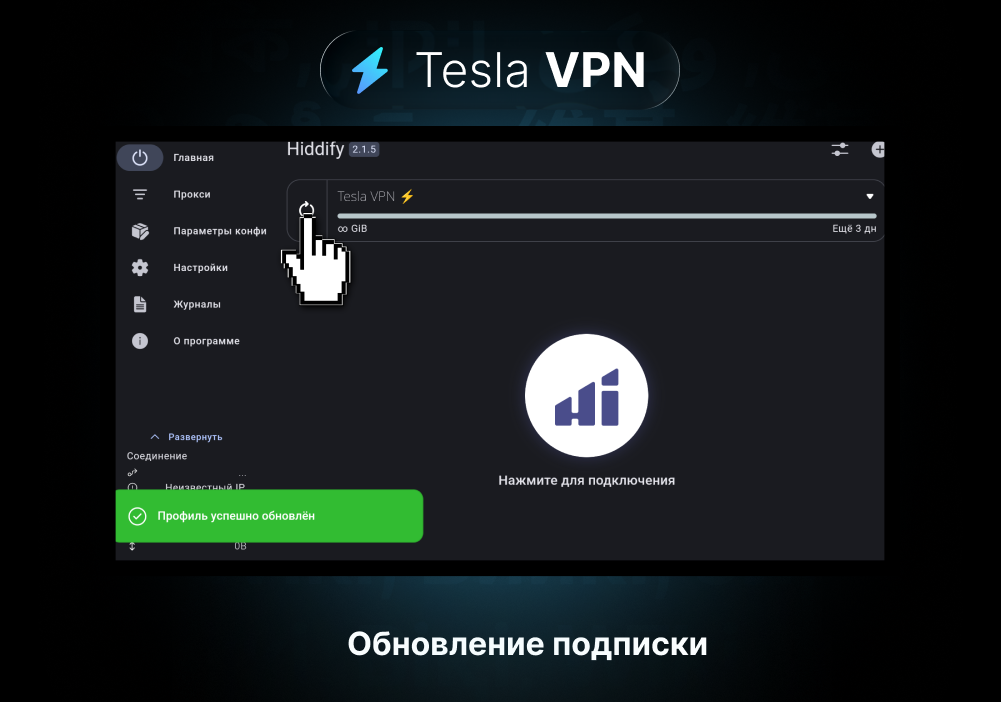 Tesla VPN
Hiddify 2.1.5
Главная
Прокси
Параметры конфи
Настройки
Журналы
О программе
Tesla VPN ⚡
∞ GIB
Ещё 3 дн
Нажмите для подключения
Развернуть
Соединение
...
Неизвестный IP
Профиль успешно обновлён
0B
Обновление подписки